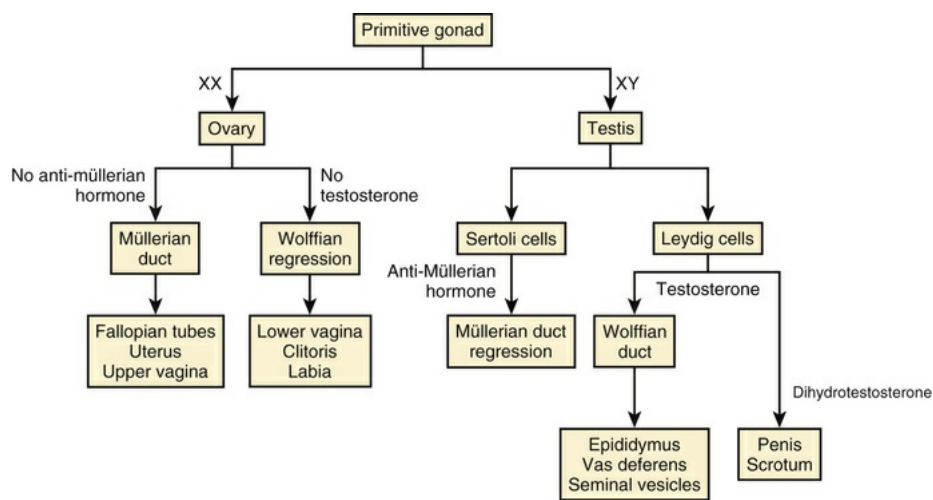 Primitive gonad
XX
XY
Ovary
Testis
No anti-müllerian
hormone
No
testosterone
Müllerian
duct
Wolffian
regression
Sertoli cells
Leydig cells
Anti-Müllerian
hormone
Testosterone
Fallopian tubes
Uterus
Upper vagina
Lower vagina
Clitoris
Labia
Müllerian duct
regression
Wolffian
duct
Dihydrotestosterone
Epididymus
Vas deferens
Seminal vesicles
Penis
Scrotum